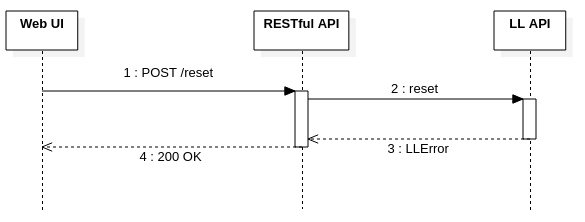 Web UI
RESTful API
LL API
1 : POST /reset
2 : reset
3 : LLError
4 : 200 OK